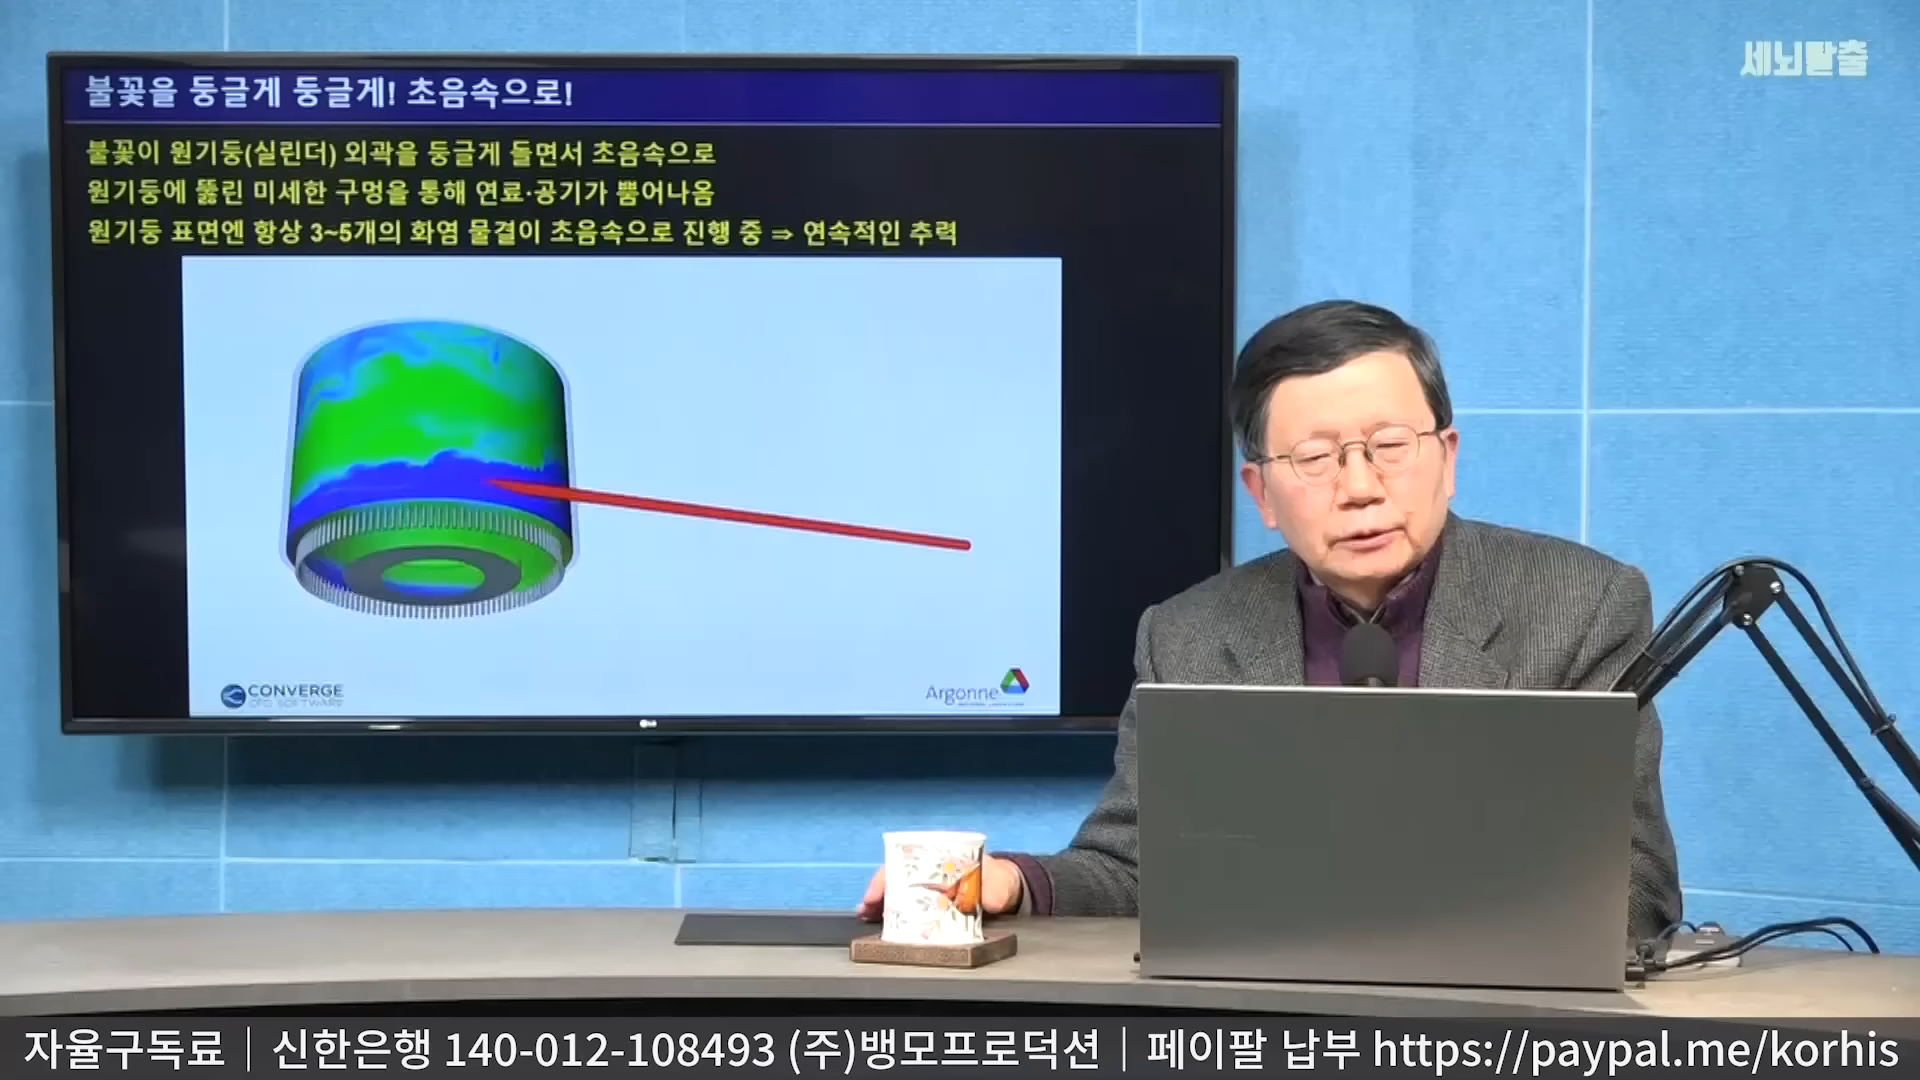 세뇌탈출
불꽃을 둥글게 둥글게! 초음속으로!
불꽃이 원기둥(실린더) 외곽을 둥글게 돌면서 초음속으로
원기둥에 뚫린 미세한 구멍을 통해 연료·공기가 뿜어나옴
원기둥 표면엔 항상 3~5개의 화염 물결이 초음속으로 진행 중 ⇒ 연속적인 추력
CONVERGE
CFD SOFTWARE
Argonne
LG
자율구독료｜신한은행 140-012-108493 (주)뱅모프로덕션｜페이팔 납부 https://paypal.me/korhis